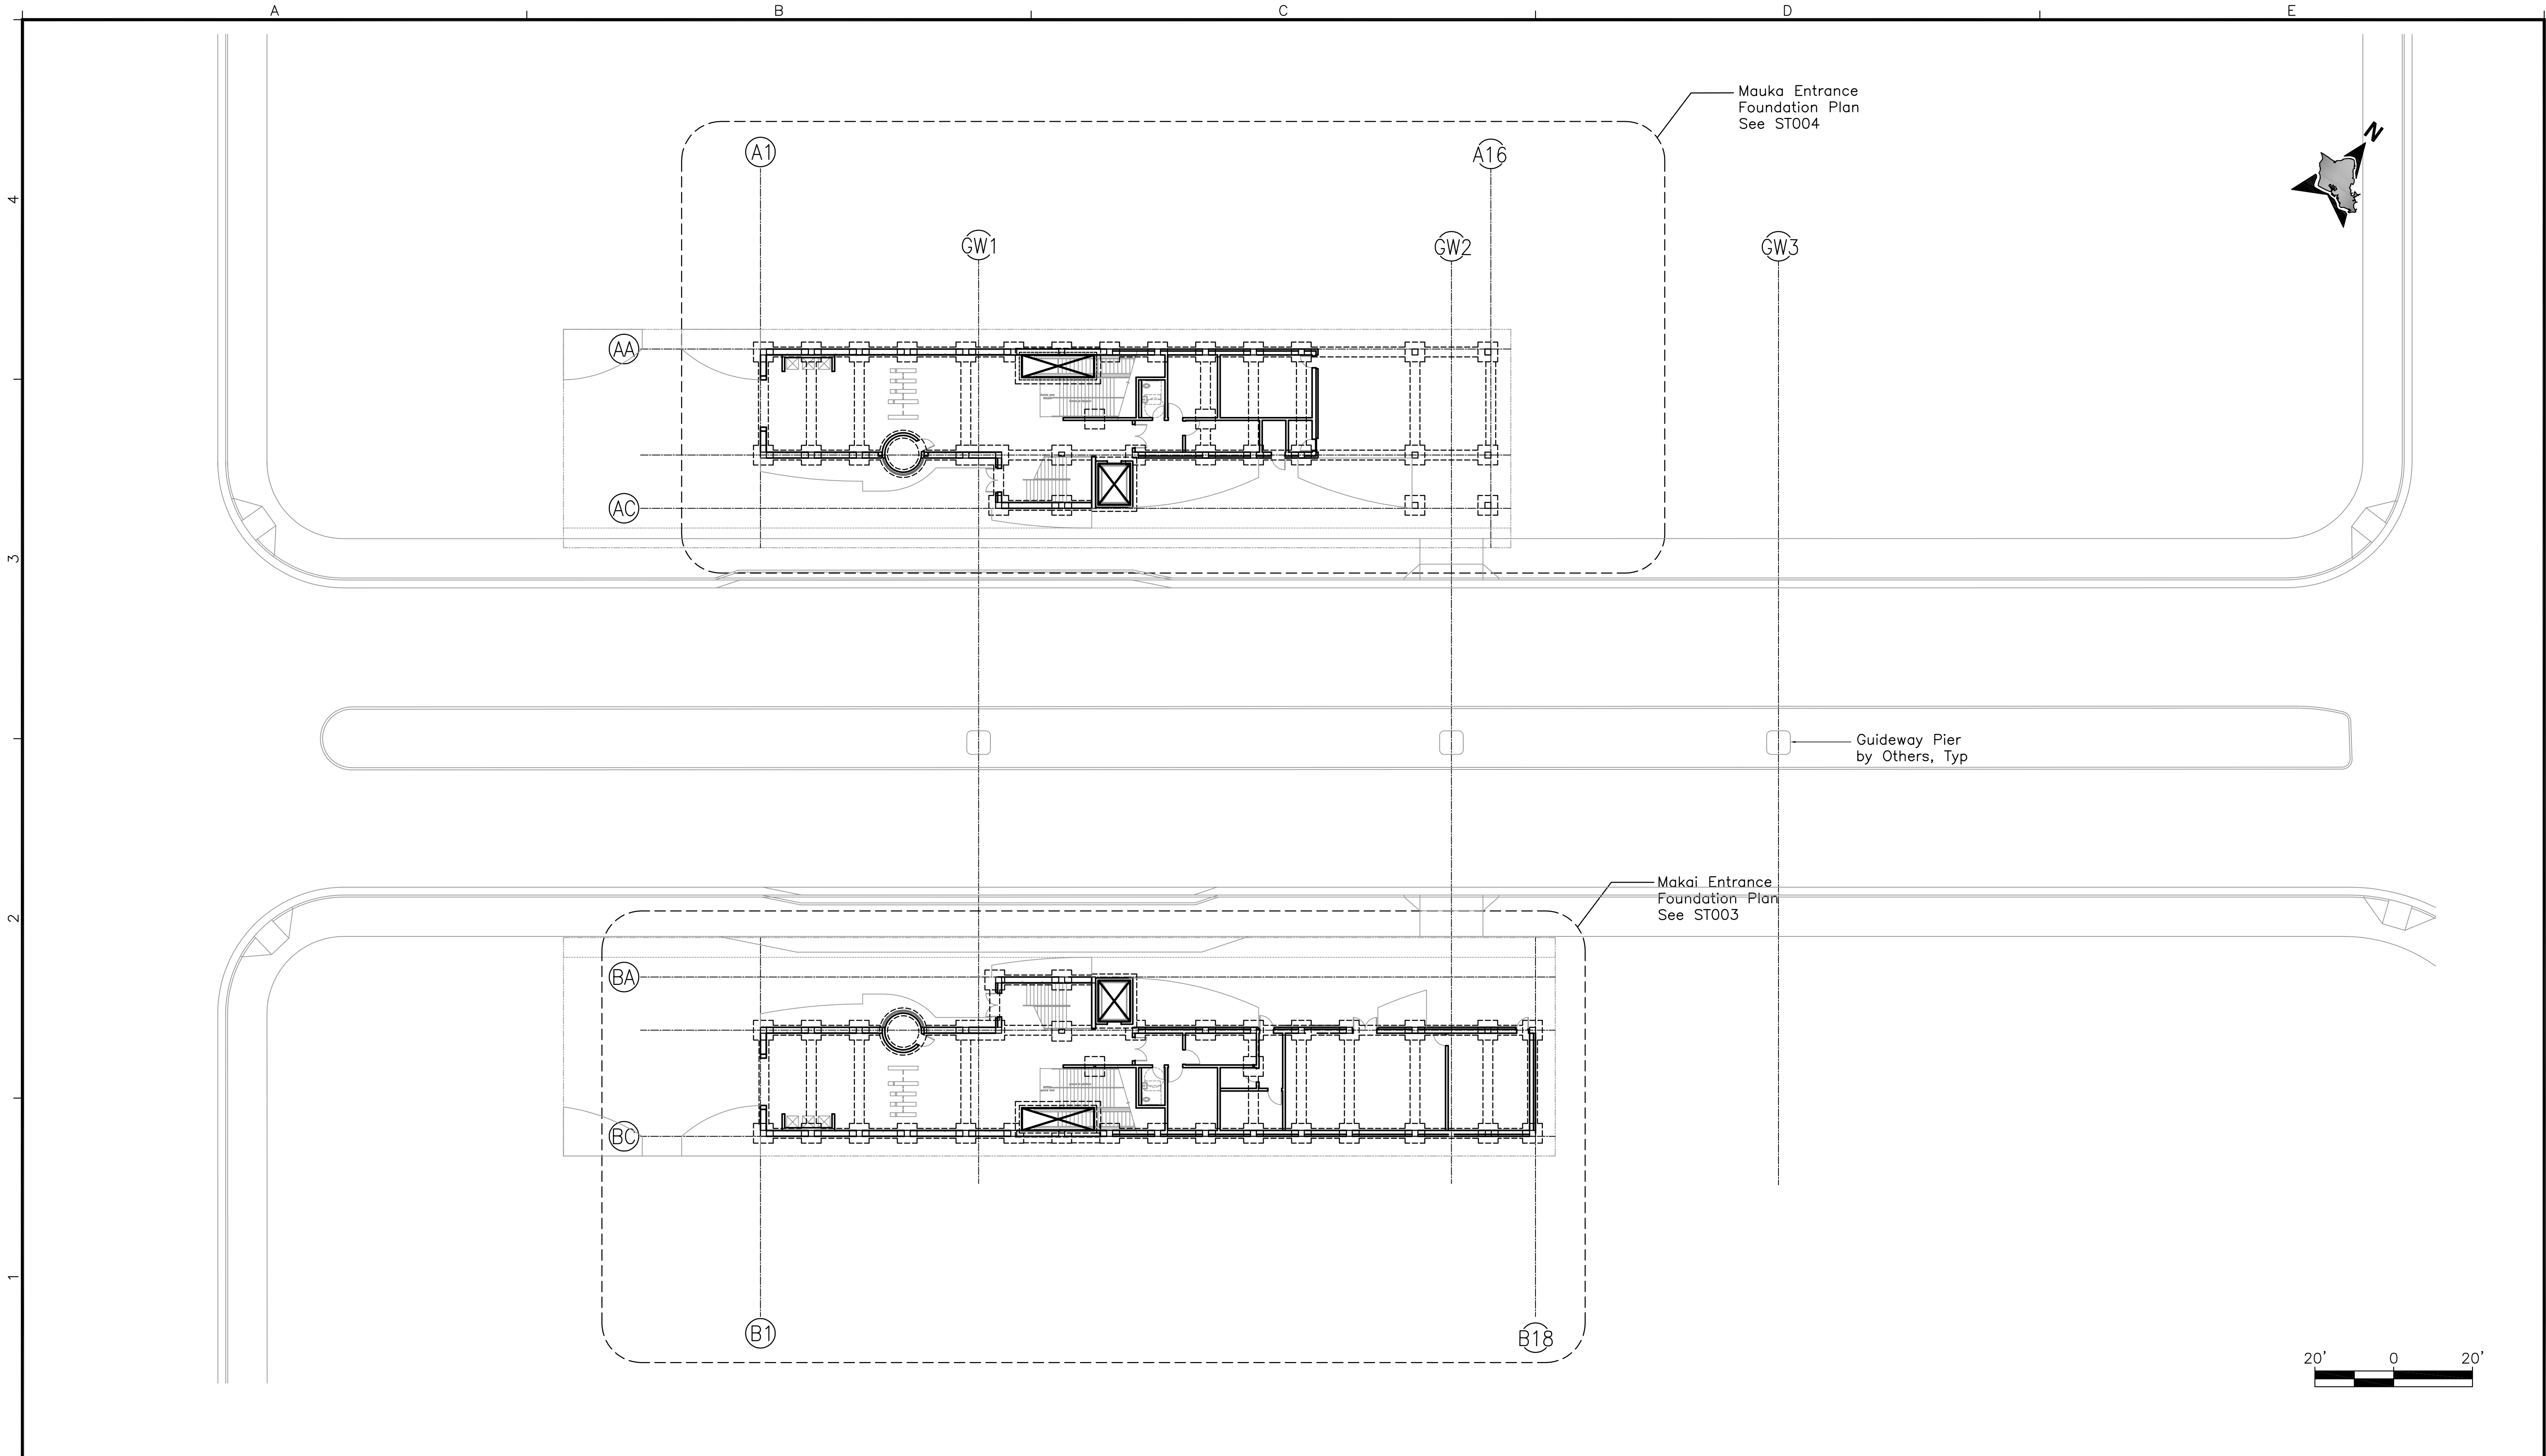 A
B
C
D
E
Mauka Entrance
Foundation Plan
See ST004
N
A1
A16
4
GW1
GW2
GW3
AA
AC
3
Guideway Pier
by Others, Typ
Makai Entrance
Foundation Plan
See ST003
2
BA
BC
1
B1
B18
20'
0
20'